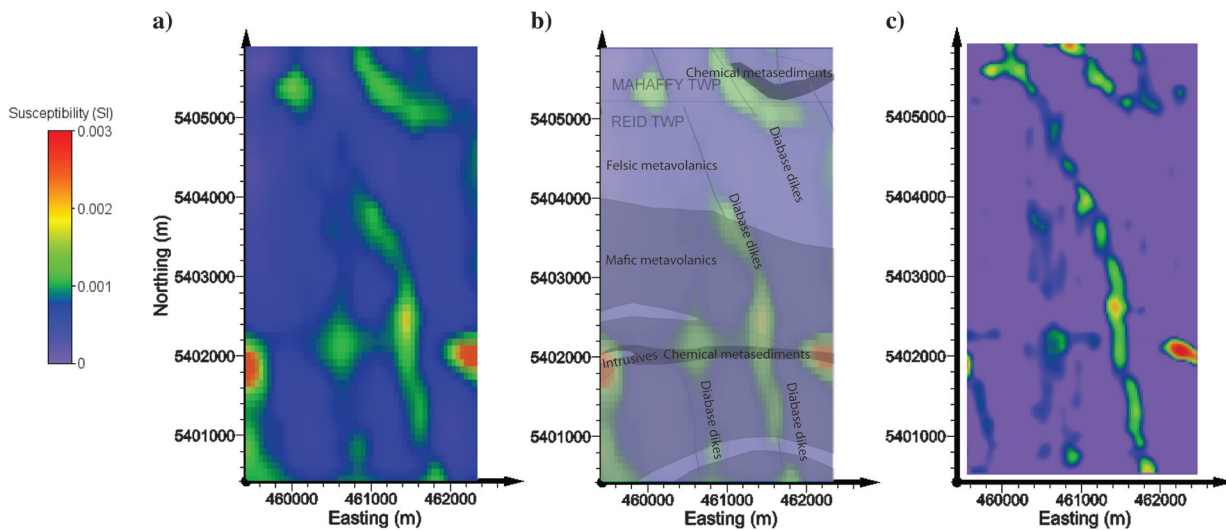 a)
b)
c)
Susceptibility (SI)
0.003
0.002
0.001
0
Northing (m)
5405000
5404000
5403000
5402000
5401000
460000 461000 462000
Easting (m)
5405000
5404000
5403000
5402000
5401000
Chemical metasediments
MAHAFFY TWP
REID TWP
Diabase dikes
Felsic metavolanics
Diabase dikes
Mafic metavolanics
Intrusives
Chemical metasediments
Diabase dikes
Diabase dikes
460000 461000 462000
Easting (m)
5405000
5404000
5403000
5402000
5401000
460000 461000 462000
Easting (m)